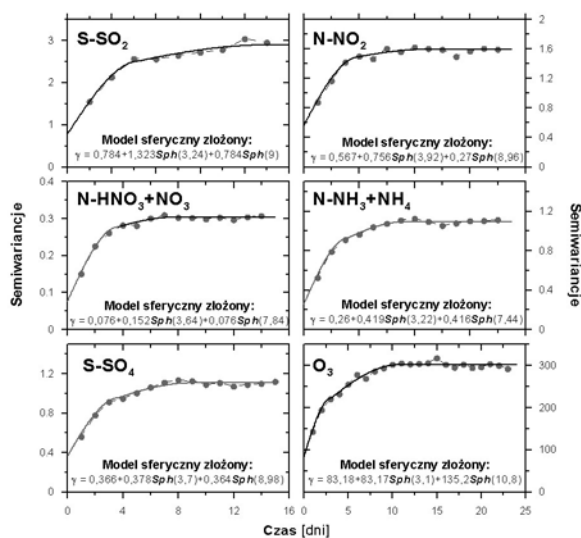 S-SO2
Model sferyczny złożony:
γ = 0,784+1,323Sph(3,24)+0,784Sph(9)
3
2
1
0
N-NO2
Model sferyczny złożony:
γ = 0,567+0,756Sph(3,92)+0,27Sph(8,96)
2.0
1.6
1.2
0.8
0.4
0
Semiwariancje
N-HNO3+NO3
Model sferyczny złożony:
γ = 0,076+0,152Sph(3,64)+0,076Sph(7,84)
0.4
0.3
0.2
0.1
0
N-NH3+NH4
Model sferyczny złożony:
γ = 0,26+0,419Sph(3,22)+0,416Sph(7,44)
1.2
0.8
0.4
0
Semiwariancje
S-SO4
Model sferyczny złożony:
γ = 0,366+0,378Sph(3,7)+0,364Sph(8,98)
1.2
0.8
0.4
0
0 4 8 12 16
O3
Model sferyczny złożony:
γ = 83,18+83,17Sph(3,1)+135,2Sph(10,8)
300
200
100
0
0 5 10 15 20 25
Czas [dni]